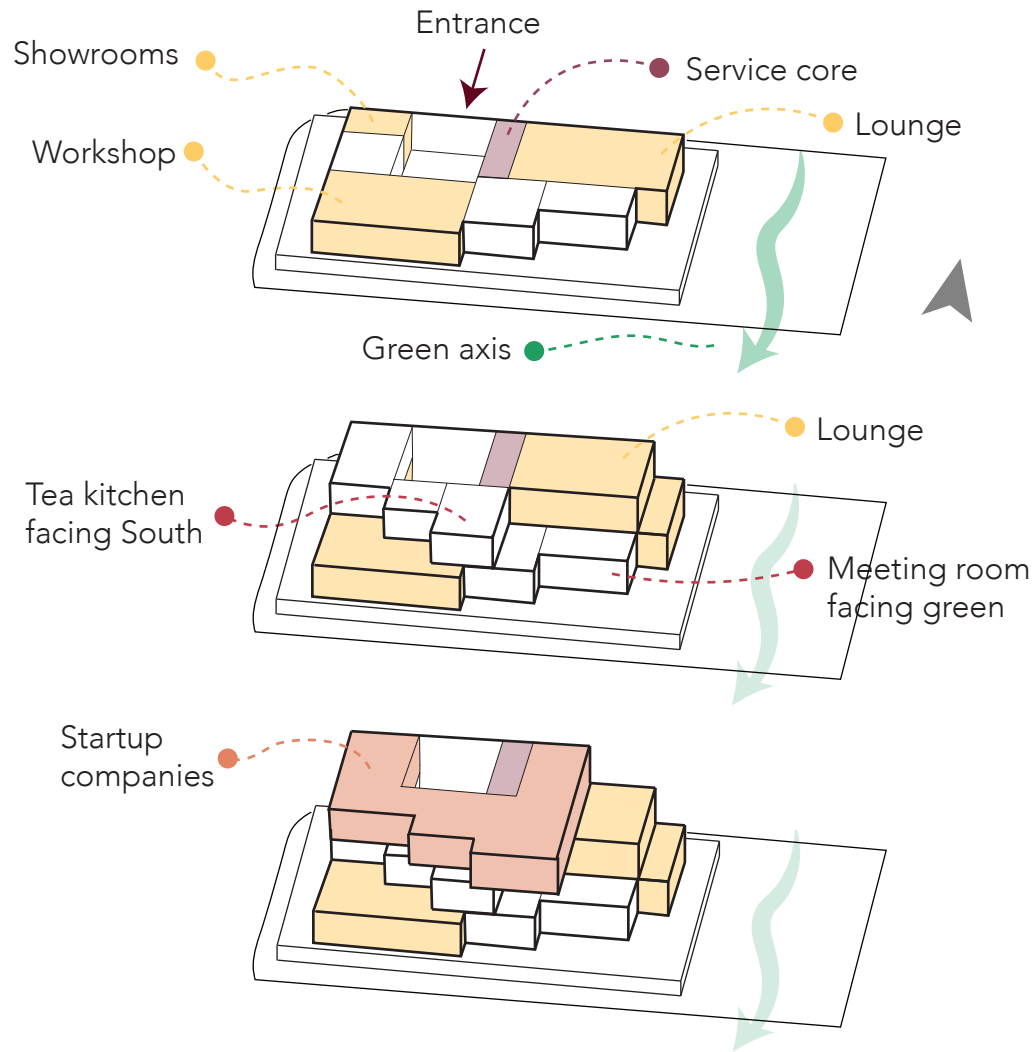 Entrance
Showrooms
Service core
Lounge
Workshop
Green axis
Lounge
Tea kitchen
facing South
Meeting room
facing green
Startup
companies